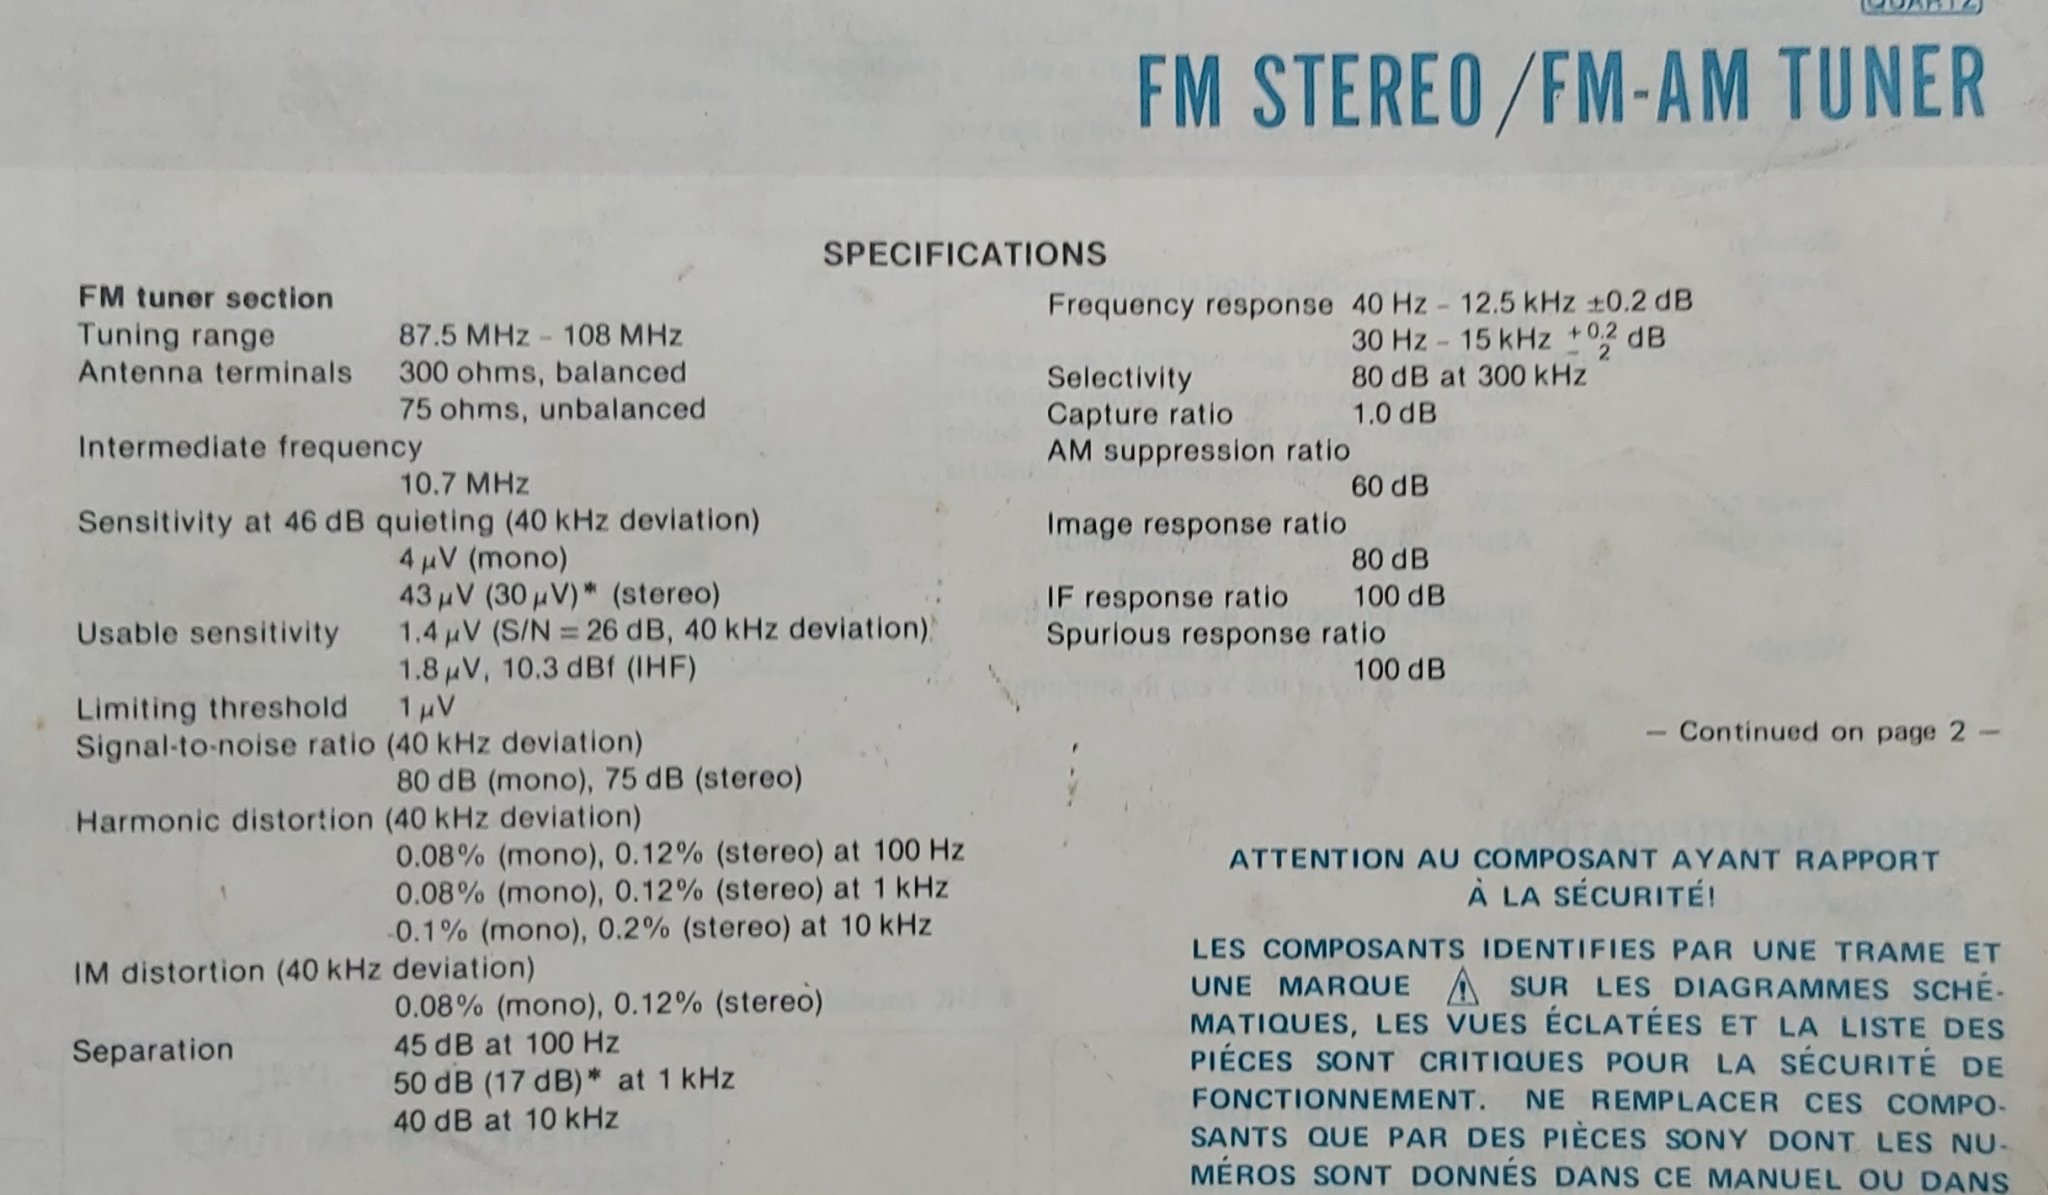 QUARTZ
FM STEREO/FM-AM TUNER
SPECIFICATIONS
FM tuner section
Tuning range 87.5 MHz – 108 MHz
Antenna terminals 300 ohms, balanced
75 ohms, unbalanced
Intermediate frequency
10.7 MHz
Sensitivity at 46 dB quieting (40 kHz deviation)
4 µV (mono)
43 µV (30 µV)* (stereo)
Usable sensitivity 1.4 µV (S/N = 26 dB, 40 kHz deviation)
1.8 µV, 10.3 dBf (IHF)
Limiting threshold 1 µV
Signal-to-noise ratio (40 kHz deviation)
80 dB (mono), 75 dB (stereo)
Harmonic distortion (40 kHz deviation)
0.08% (mono), 0.12% (stereo) at 100 Hz
0.08% (mono), 0.12% (stereo) at 1 kHz
0.1% (mono), 0.2% (stereo) at 10 kHz
IM distortion (40 kHz deviation)
0.08% (mono), 0.12% (stereo)
Separation 45 dB at 100 Hz
50 dB (17 dB)* at 1 kHz
40 dB at 10 kHz
Frequency response 40 Hz – 12.5 kHz ±0.2 dB
30 Hz – 15 kHz +0.2 −2 dB
Selectivity 80 dB at 300 kHz
Capture ratio 1.0 dB
AM suppression ratio
60 dB
Image response ratio
80 dB
IF response ratio 100 dB
Spurious response ratio
100 dB
— Continued on page 2 —
ATTENTION AU COMPOSANT AYANT RAPPORT
À LA SÉCURITÉ!
LES COMPOSANTS IDENTIFIES PAR UNE TRAME ET
UNE MARQUE ⚠ SUR LES DIAGRAMMES SCHÉ-
MATIQUES, LES VUES ÉCLATÉES ET LA LISTE DES
PIÉCES SONT CRITIQUES POUR LA SÉCURITÉ DE
FONCTIONNEMENT. NE REMPLACER CES COMPO-
SANTS QUE PAR DES PIÈCES SONY DONT LES NU-
MÉROS SONT DONNÉS DANS CE MANUEL OU DANS